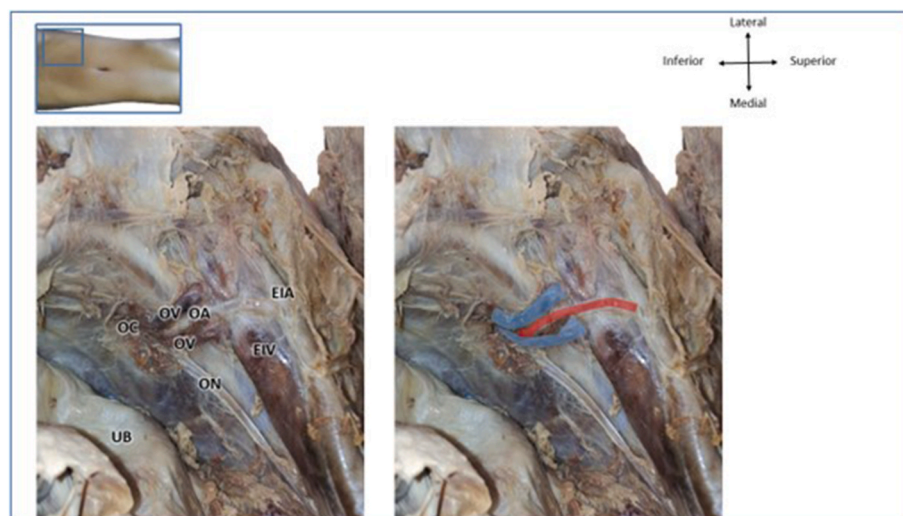 Lateral
Inferior Superior
Medial
EIA
OV OA
OC
OV
EIV
ON
UB